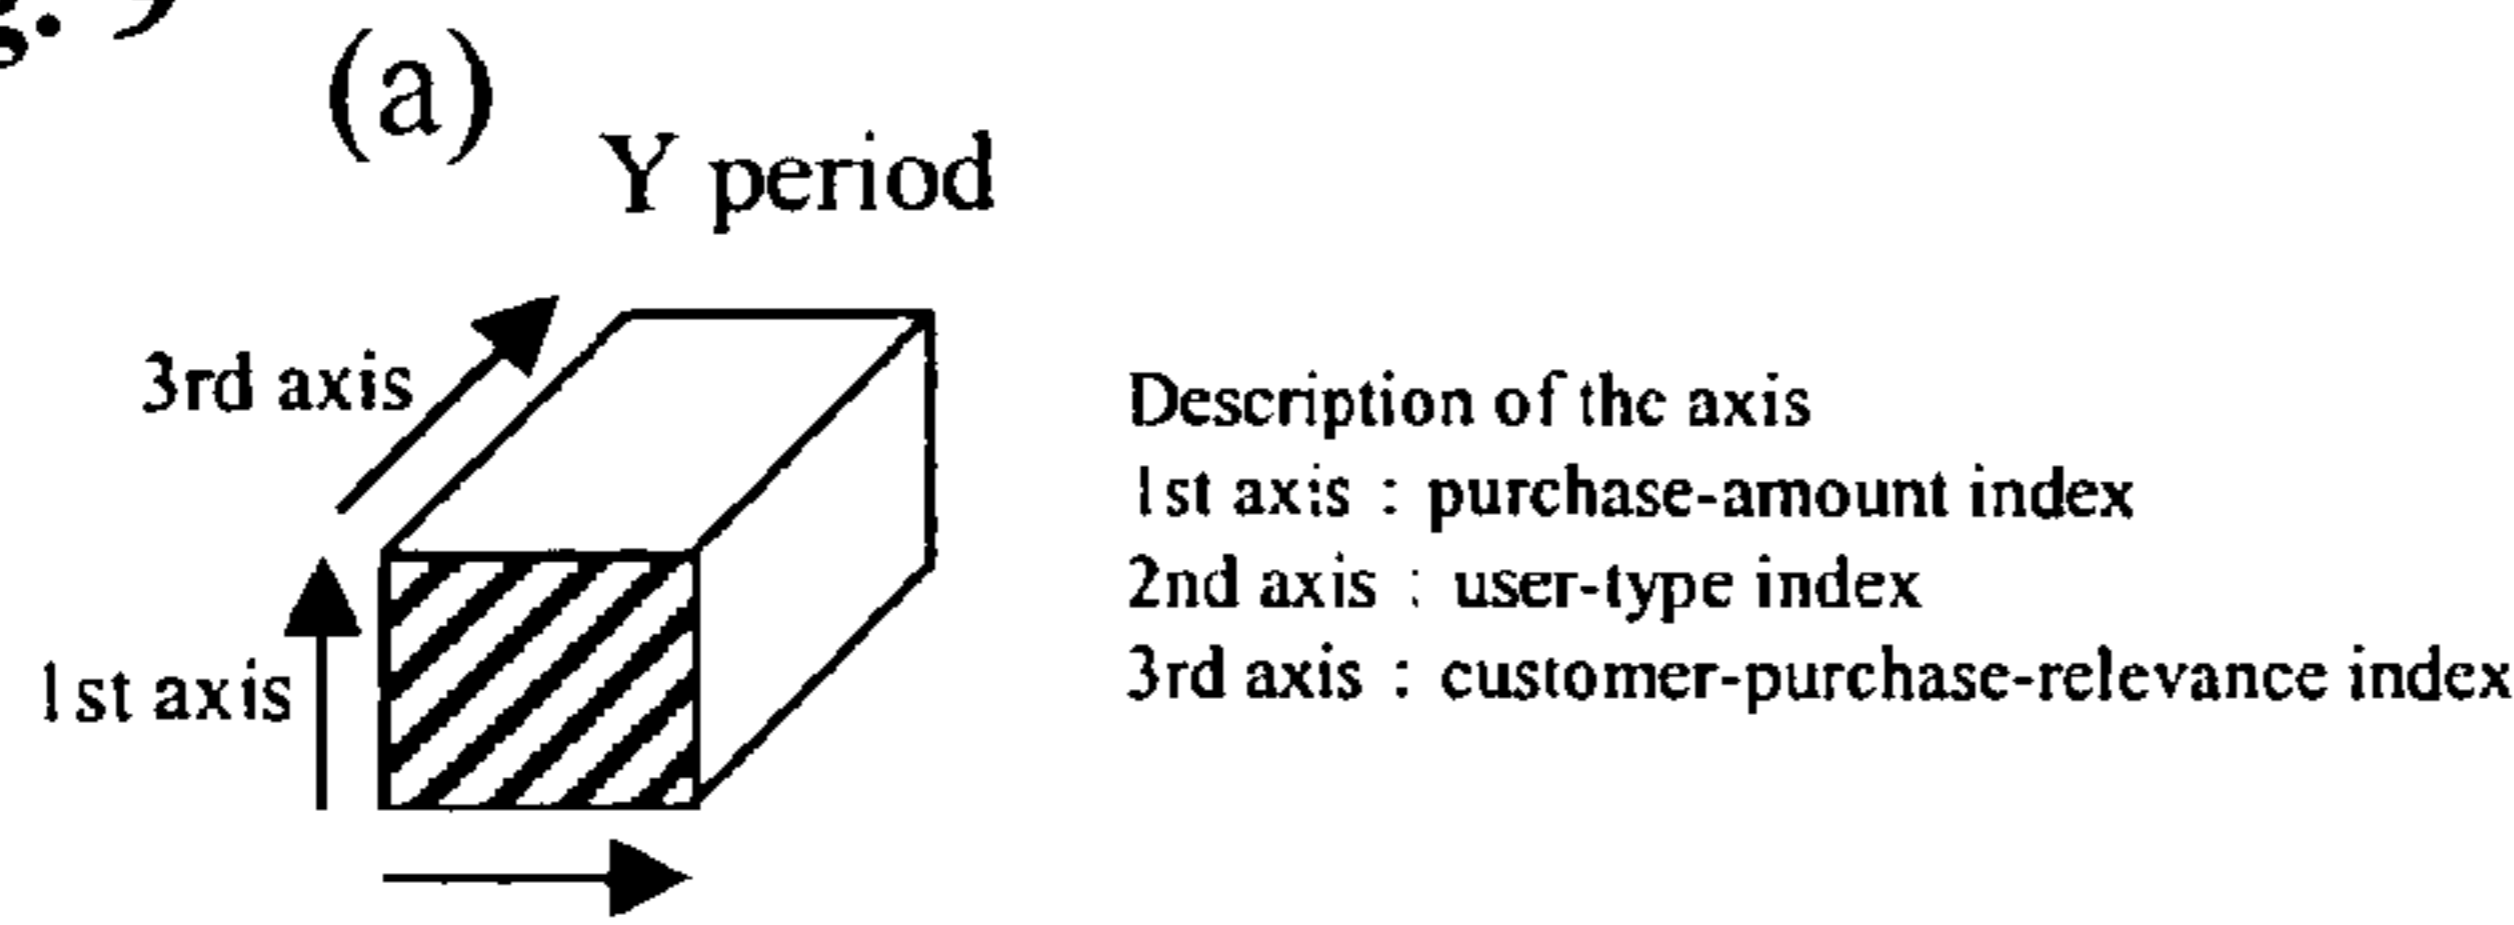 (a)
Y period
3rd axis
Description of the axis
1st axis : purchase-amount index
2nd axis : user-type index
3rd axis : customer-purchase-relevance index
1st axis